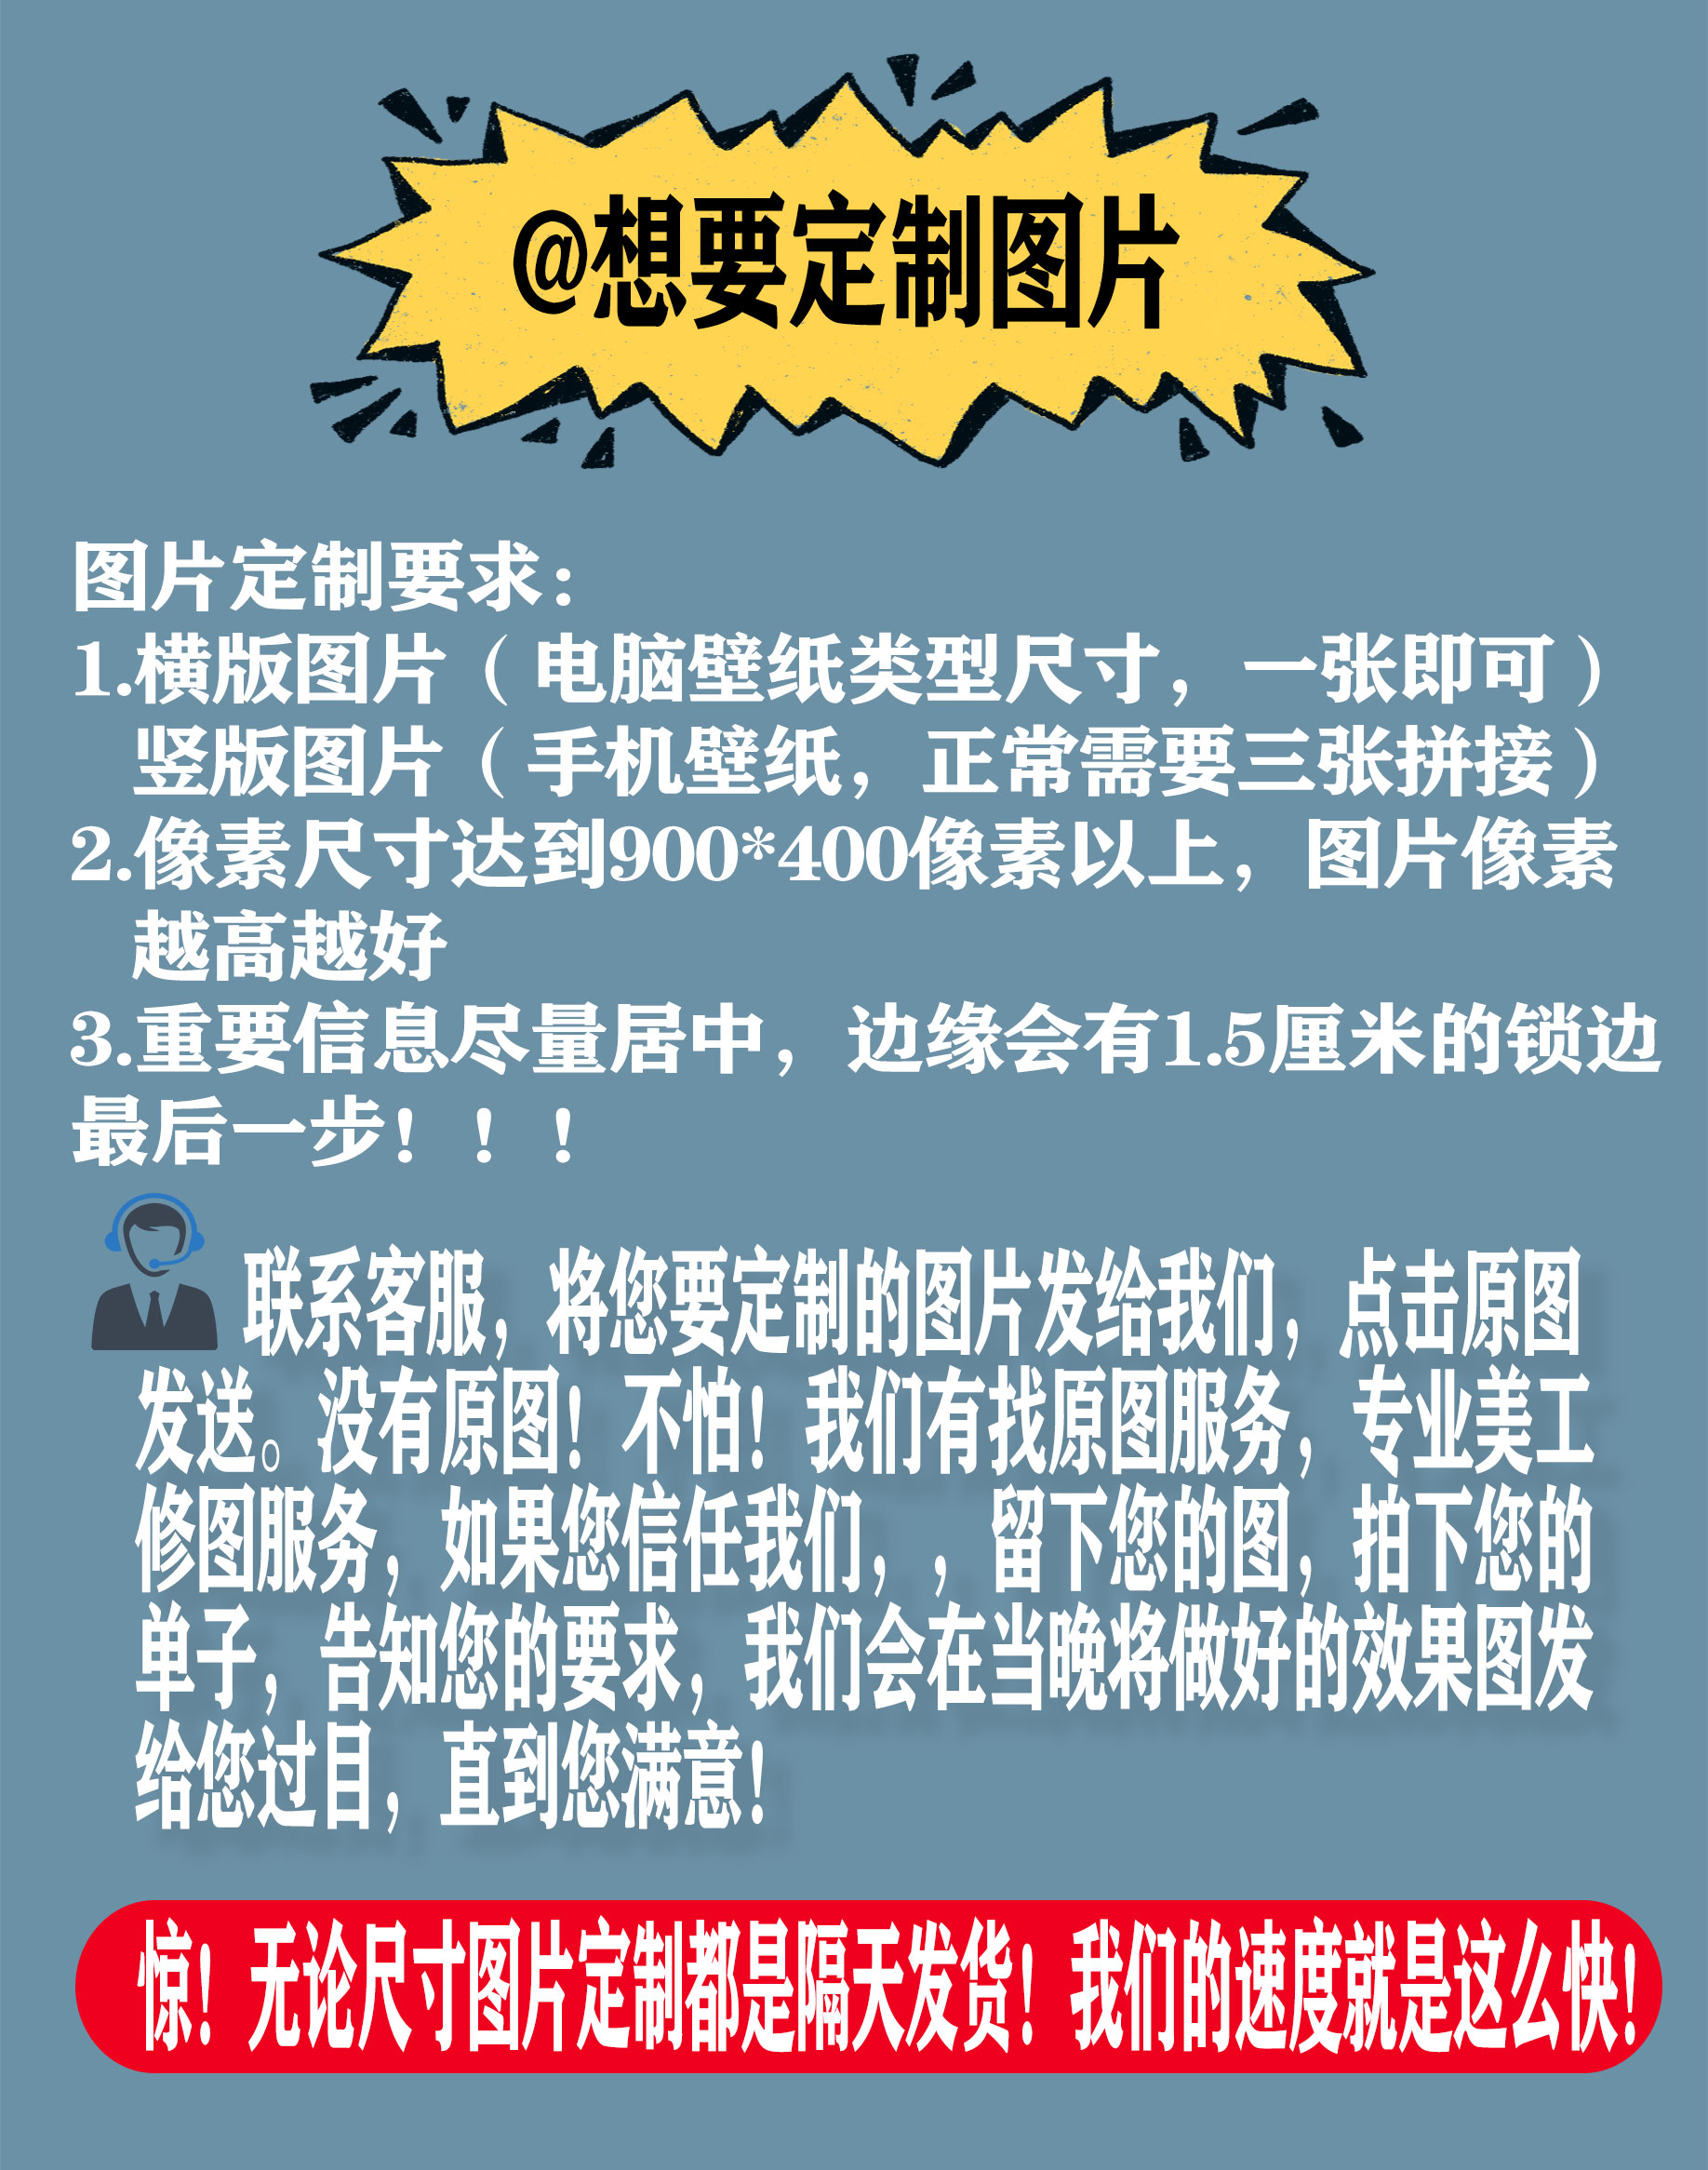 @想要定制图片
图片定制要求：
1.横版图片（电脑壁纸类型尺寸，一张即可）
竖版图片（手机壁纸，正常需要三张拼接）
2.像素尺寸达到900*400像素以上，图片像素
越高越好
3.重要信息尽量居中，边缘会有1.5厘米的锁边
最后一步！！！
联系客服，将您要定制的图片发给我们，点击原图
发送。没有原图！不怕！我们有找原图服务，专业美工
修图服务，如果您信任我们，，留下您的图，拍下您的
单子，告知您的要求，我们会在当晚将做好的效果图发
给您过目，直到您满意！
惊！无论尺寸图片定制都是隔天发货！我们的速度就是这么快！